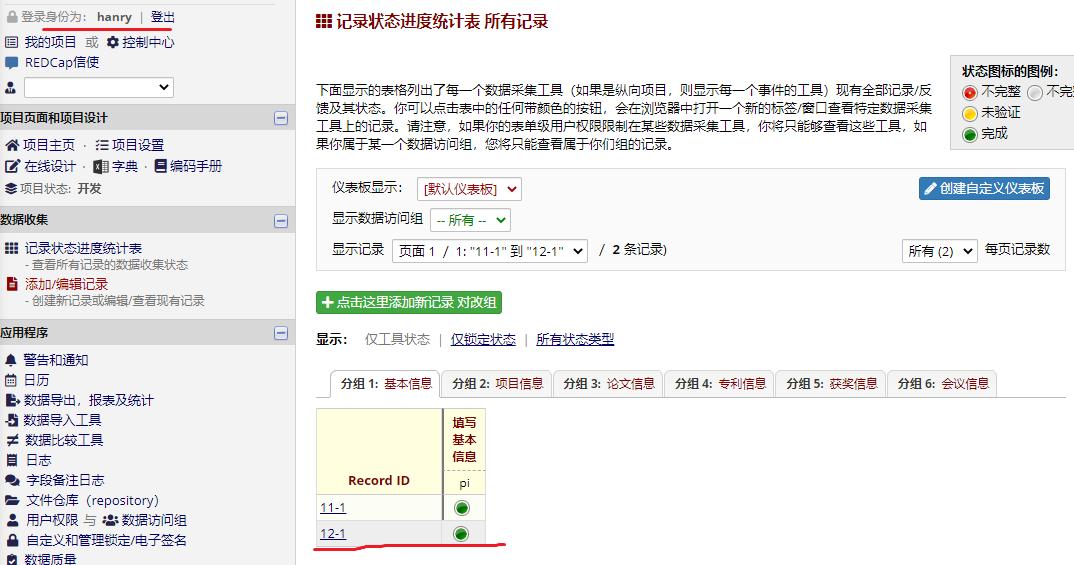 登录身份为： hanry | 登出
我的项目 或 控制中心
REDCap信使
项目页面和项目设计
项目主页 · 项目设置
在线设计 · 字典 · 编码手册
项目状态: 开发
数据收集
记录状态进度统计表
- 查看所有记录的数据收集状态
添加/编辑记录
- 创建新记录或编辑/查看现有记录
应用程序
警告和通知
日历
数据导出，报表及统计
数据导入工具
数据比较工具
日志
字段备注日志
文件仓库（repository）
用户权限 与 数据访问组
自定义和管理锁定/电子签名
数据质量
记录状态进度统计表 所有记录
状态图标的图例:
不完整 不完
未验证
完成
下面显示的表格列出了每一个数据采集工具（如果是纵向项目，则显示每一个事件的工具）现有全部记录/反
馈及其状态。你可以点击表中的任何带颜色的按钮，会在浏览器中打开一个新的标签/窗口查看特定数据采集
工具上的记录。请注意，如果你的表单级用户权限限制在某些数据采集工具，你将只能够查看这些工具，如
果你属于某一个数据访问组，您将只能查看属于你们组的记录。
仪表板显示： [默认仪表板] 创建自定义仪表板
显示数据访问组 -- 所有 --
显示记录 页面 1 / 1: "11-1" 到 "12-1" / 2 条记录) 所有 (2) 每页记录数
点击这里添加新记录 对改组
显示： 仅工具状态 | 仅锁定状态 | 所有状态类型
分组 1: 基本信息 分组 2: 项目信息 分组 3: 论文信息 分组 4: 专利信息 分组 5: 获奖信息 分组 6: 会议信息
填写
基本
信息
Record ID pi
11-1
12-1